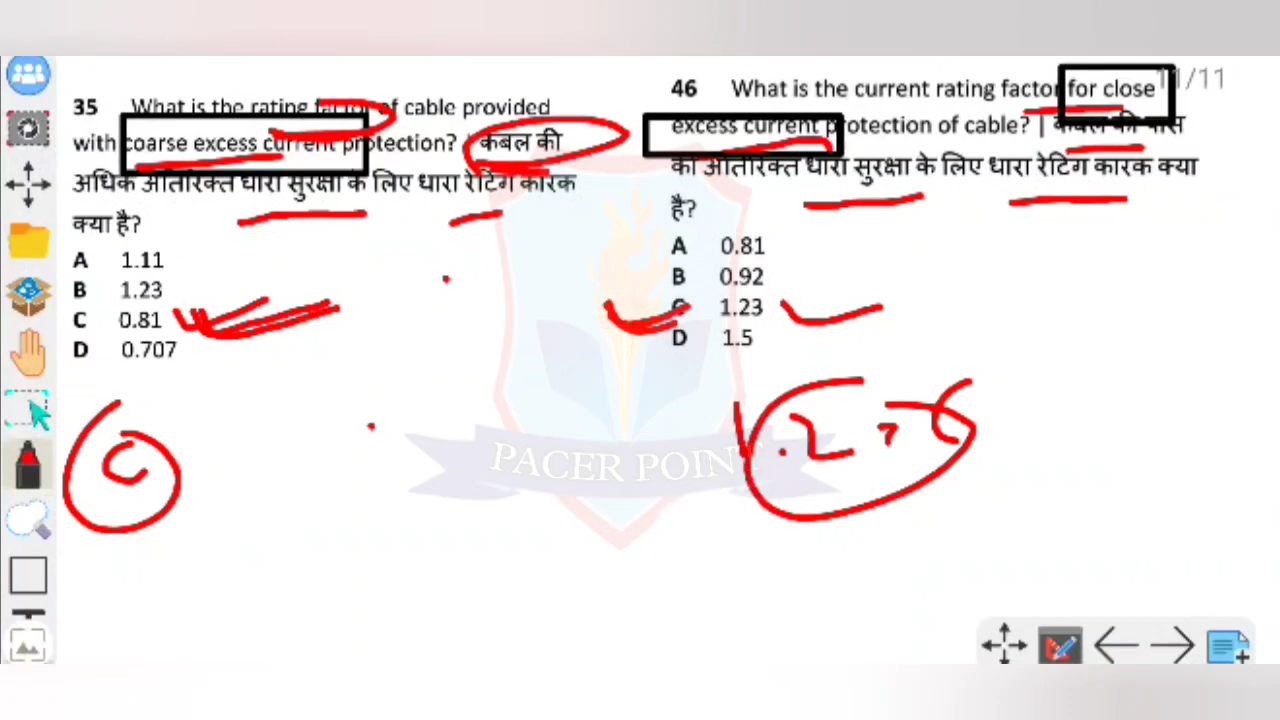 35 What is the rating factor of cable provided
with coarse excess current protection? | केबल की
अधिक अतिरिक्त धारा सुरक्षा के लिए धारा रेटिंग कारक
क्या है?
A 1.11
B 1.23
C 0.81
D 0.707
C
11/11
46 What is the current rating factor for close
excess current protection of cable? | केबल की पास
की अतिरिक्त धारा सुरक्षा के लिए धारा रेटिंग कारक क्या
है?
A 0.81
B 0.92
C 1.23
D 1.5
PACER POINT